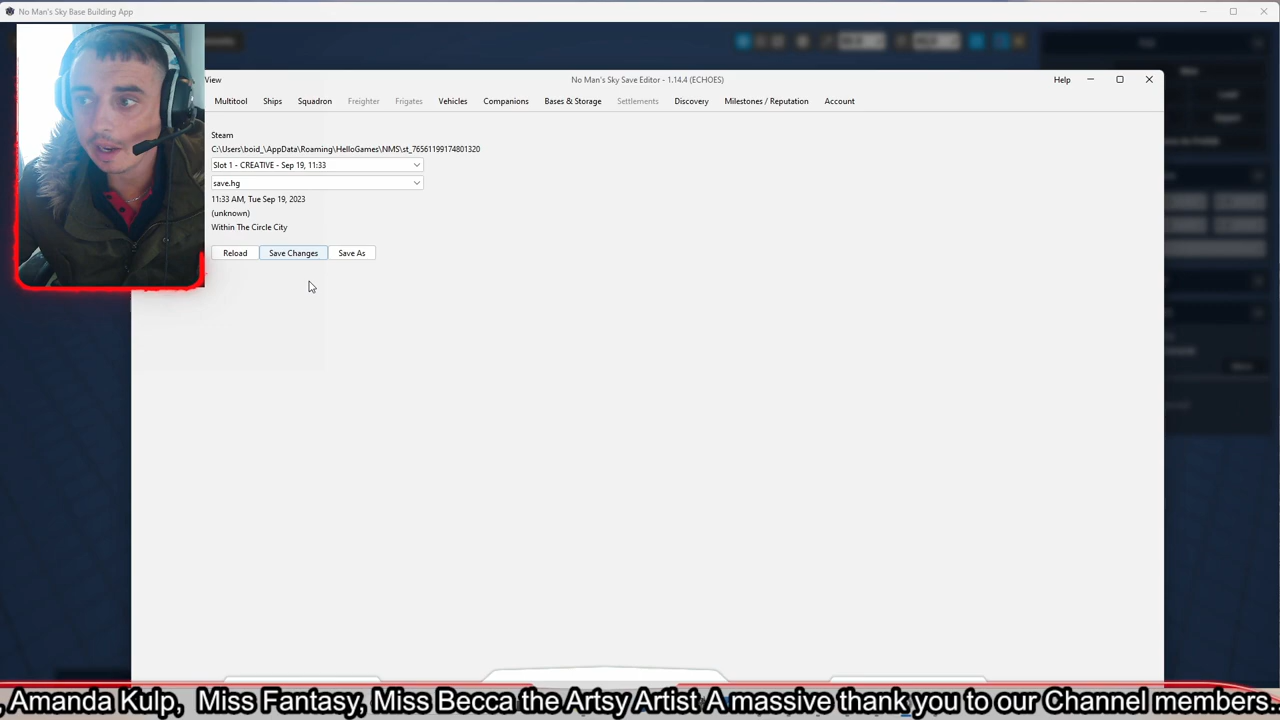 No Man's Sky Base Building App
View
No Man's Sky Save Editor - 1.14.4 (ECHOES)
Help
Multitool Ships Squadron Freighter Frigates Vehicles Companions Bases & Storage Settlements Discovery Milestones / Reputation Account
Steam
C:\Users\boid_\AppData\Roaming\HelloGames\NMS\st_76561199174801320
Slot 1 - CREATIVE - Sep 19, 11:33
save.hg
11:33 AM, Tue Sep 19, 2023
(unknown)
Within The Circle City
Reload Save Changes Save As
, Amanda Kulp, Miss Fantasy, Miss Becca the Artsy Artist A massive thank you to our Channel members..